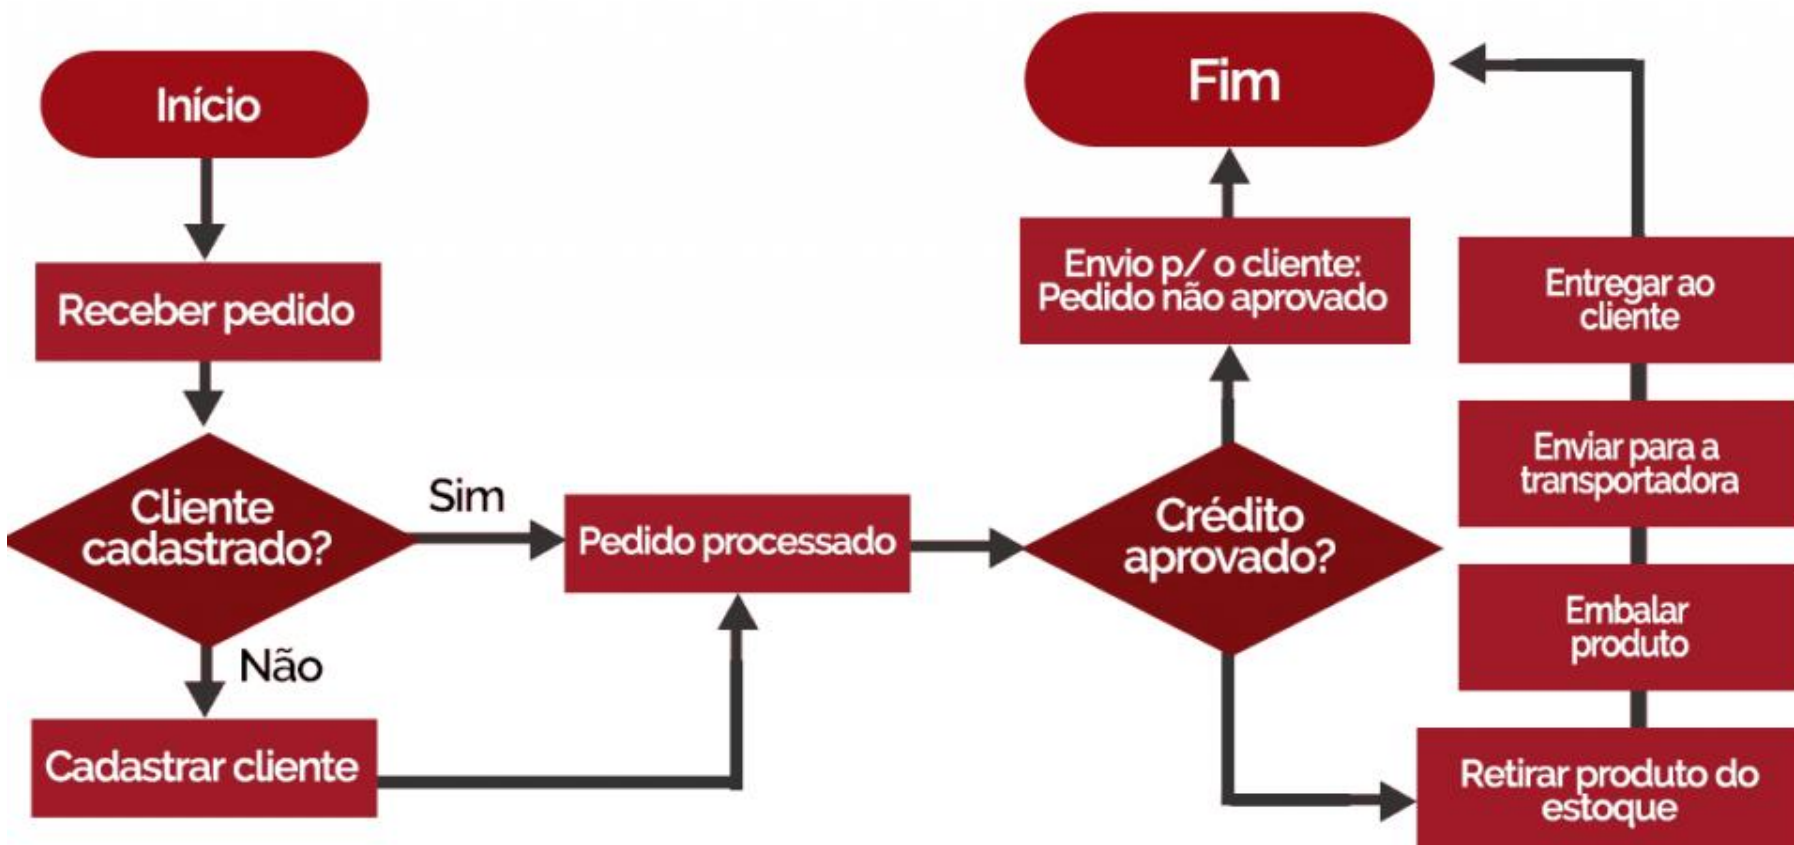 Início
Receber pedido
Cliente
cadastrado?
Sim
Não
Cadastrar cliente
Pedido processado
Crédito
aprovado?
Envio p/ o cliente:
Pedido não aprovado
Fim
Retirar produto do
estoque
Embalar
produto
Enviar para a
transportadora
Entregar ao
cliente